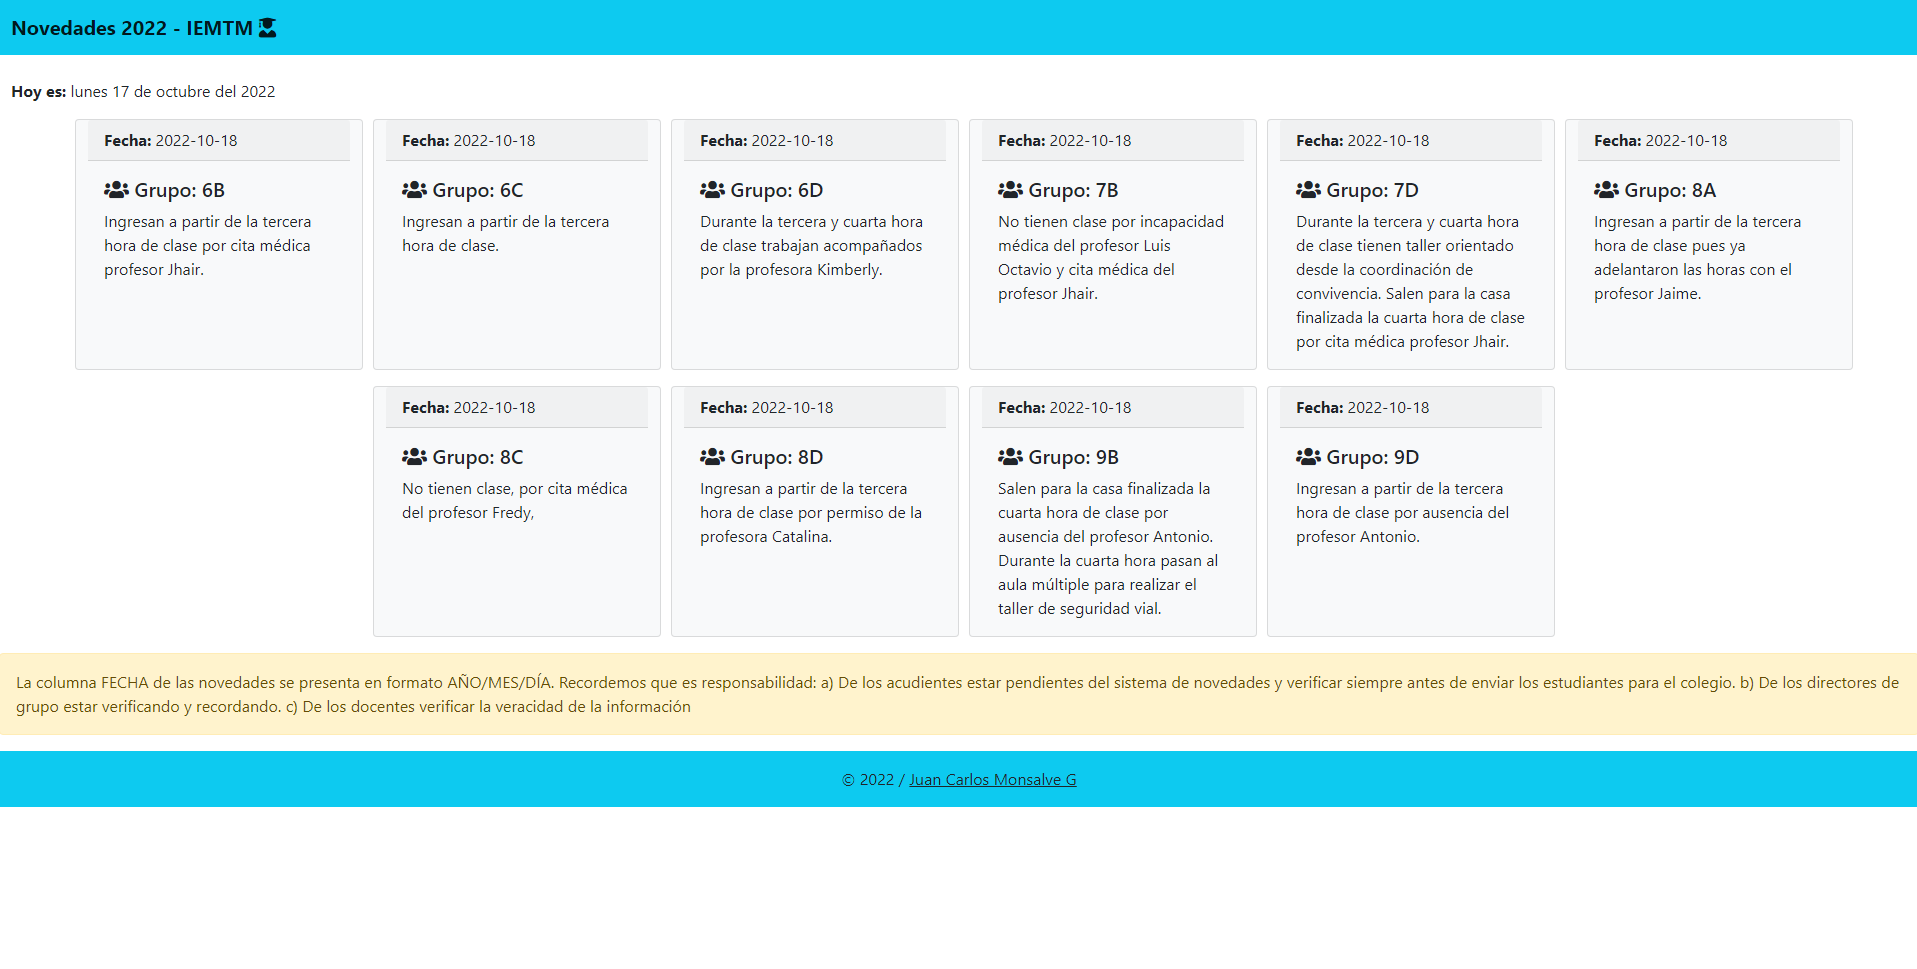 Novedades 2022 - IEMTM
Hoy es: lunes 17 de octubre del 2022
Fecha: 2022-10-18
Grupo: 6B
Ingresan a partir de la tercera
hora de clase por cita médica
profesor Jhair.
Fecha: 2022-10-18
Grupo: 6C
Ingresan a partir de la tercera
hora de clase.
Fecha: 2022-10-18
Grupo: 6D
Durante la tercera y cuarta hora
de clase trabajan acompañados
por la profesora Kimberly.
Fecha: 2022-10-18
Grupo: 7B
No tienen clase por incapacidad
médica del profesor Luis
Octavio y cita médica del
profesor Jhair.
Fecha: 2022-10-18
Grupo: 7D
Durante la tercera y cuarta hora
de clase tienen taller orientado
desde la coordinación de
convivencia. Salen para la casa
finalizada la cuarta hora de clase
por cita médica profesor Jhair.
Fecha: 2022-10-18
Grupo: 8A
Ingresan a partir de la tercera
hora de clase pues ya
adelantaron las horas con el
profesor Jaime.
Fecha: 2022-10-18
Grupo: 8C
No tienen clase, por cita médica
del profesor Fredy,
Fecha: 2022-10-18
Grupo: 8D
Ingresan a partir de la tercera
hora de clase por permiso de la
profesora Catalina.
Fecha: 2022-10-18
Grupo: 9B
Salen para la casa finalizada la
cuarta hora de clase por
ausencia del profesor Antonio.
Durante la cuarta hora pasan al
aula múltiple para realizar el
taller de seguridad vial.
Fecha: 2022-10-18
Grupo: 9D
Ingresan a partir de la tercera
hora de clase por ausencia del
profesor Antonio.
La columna FECHA de las novedades se presenta en formato AÑO/MES/DÍA. Recordemos que es responsabilidad: a) De los acudientes estar pendientes del sistema de novedades y verificar siempre antes de enviar los estudiantes para el colegio. b) De los directores de
grupo estar verificando y recordando. c) De los docentes verificar la veracidad de la información
© 2022 / Juan Carlos Monsalve G